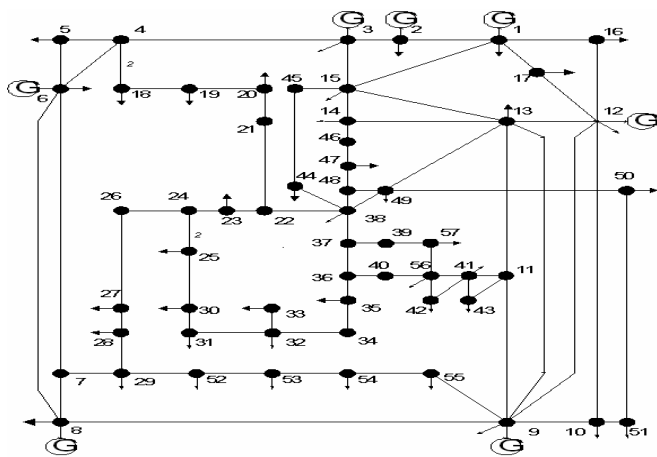 G G G
5 4 3 2 1 16
2 17
G 6 18 19 20 45 15
14 13 12 G
21 46
47
44 48 49 50
26 24 23 22 38
2 37 39 57
25
36 40 56 41 11
27 30 33 35 42 43
28 31 32 34
7 29 52 53 54 55
8 9 10 51
G G